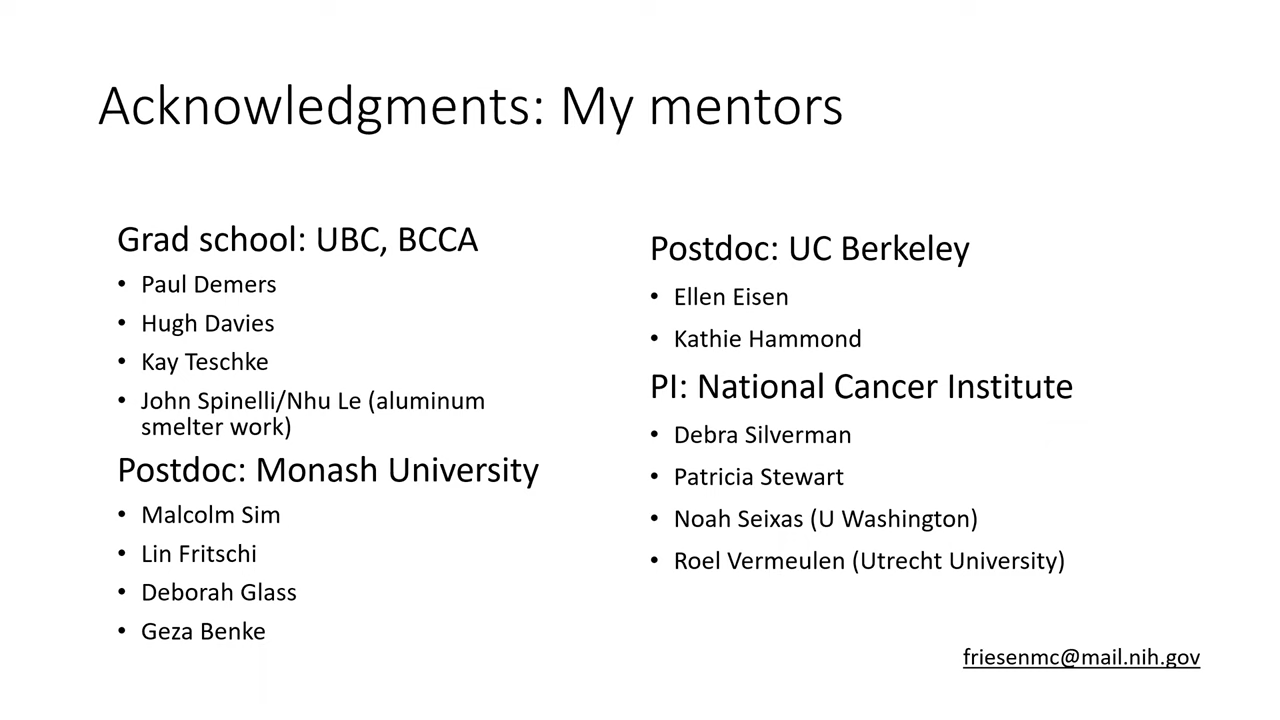 Acknowledgments: My mentors
Grad school: UBC, BCCA
• Paul Demers
• Hugh Davies
• Kay Teschke
• John Spinelli/Nhu Le (aluminum
smelter work)
Postdoc: Monash University
• Malcolm Sim
• Lin Fritschi
• Deborah Glass
• Geza Benke
Postdoc: UC Berkeley
• Ellen Eisen
• Kathie Hammond
PI: National Cancer Institute
• Debra Silverman
• Patricia Stewart
• Noah Seixas (U Washington)
• Roel Vermeulen (Utrecht University)
friesenmc@mail.nih.gov